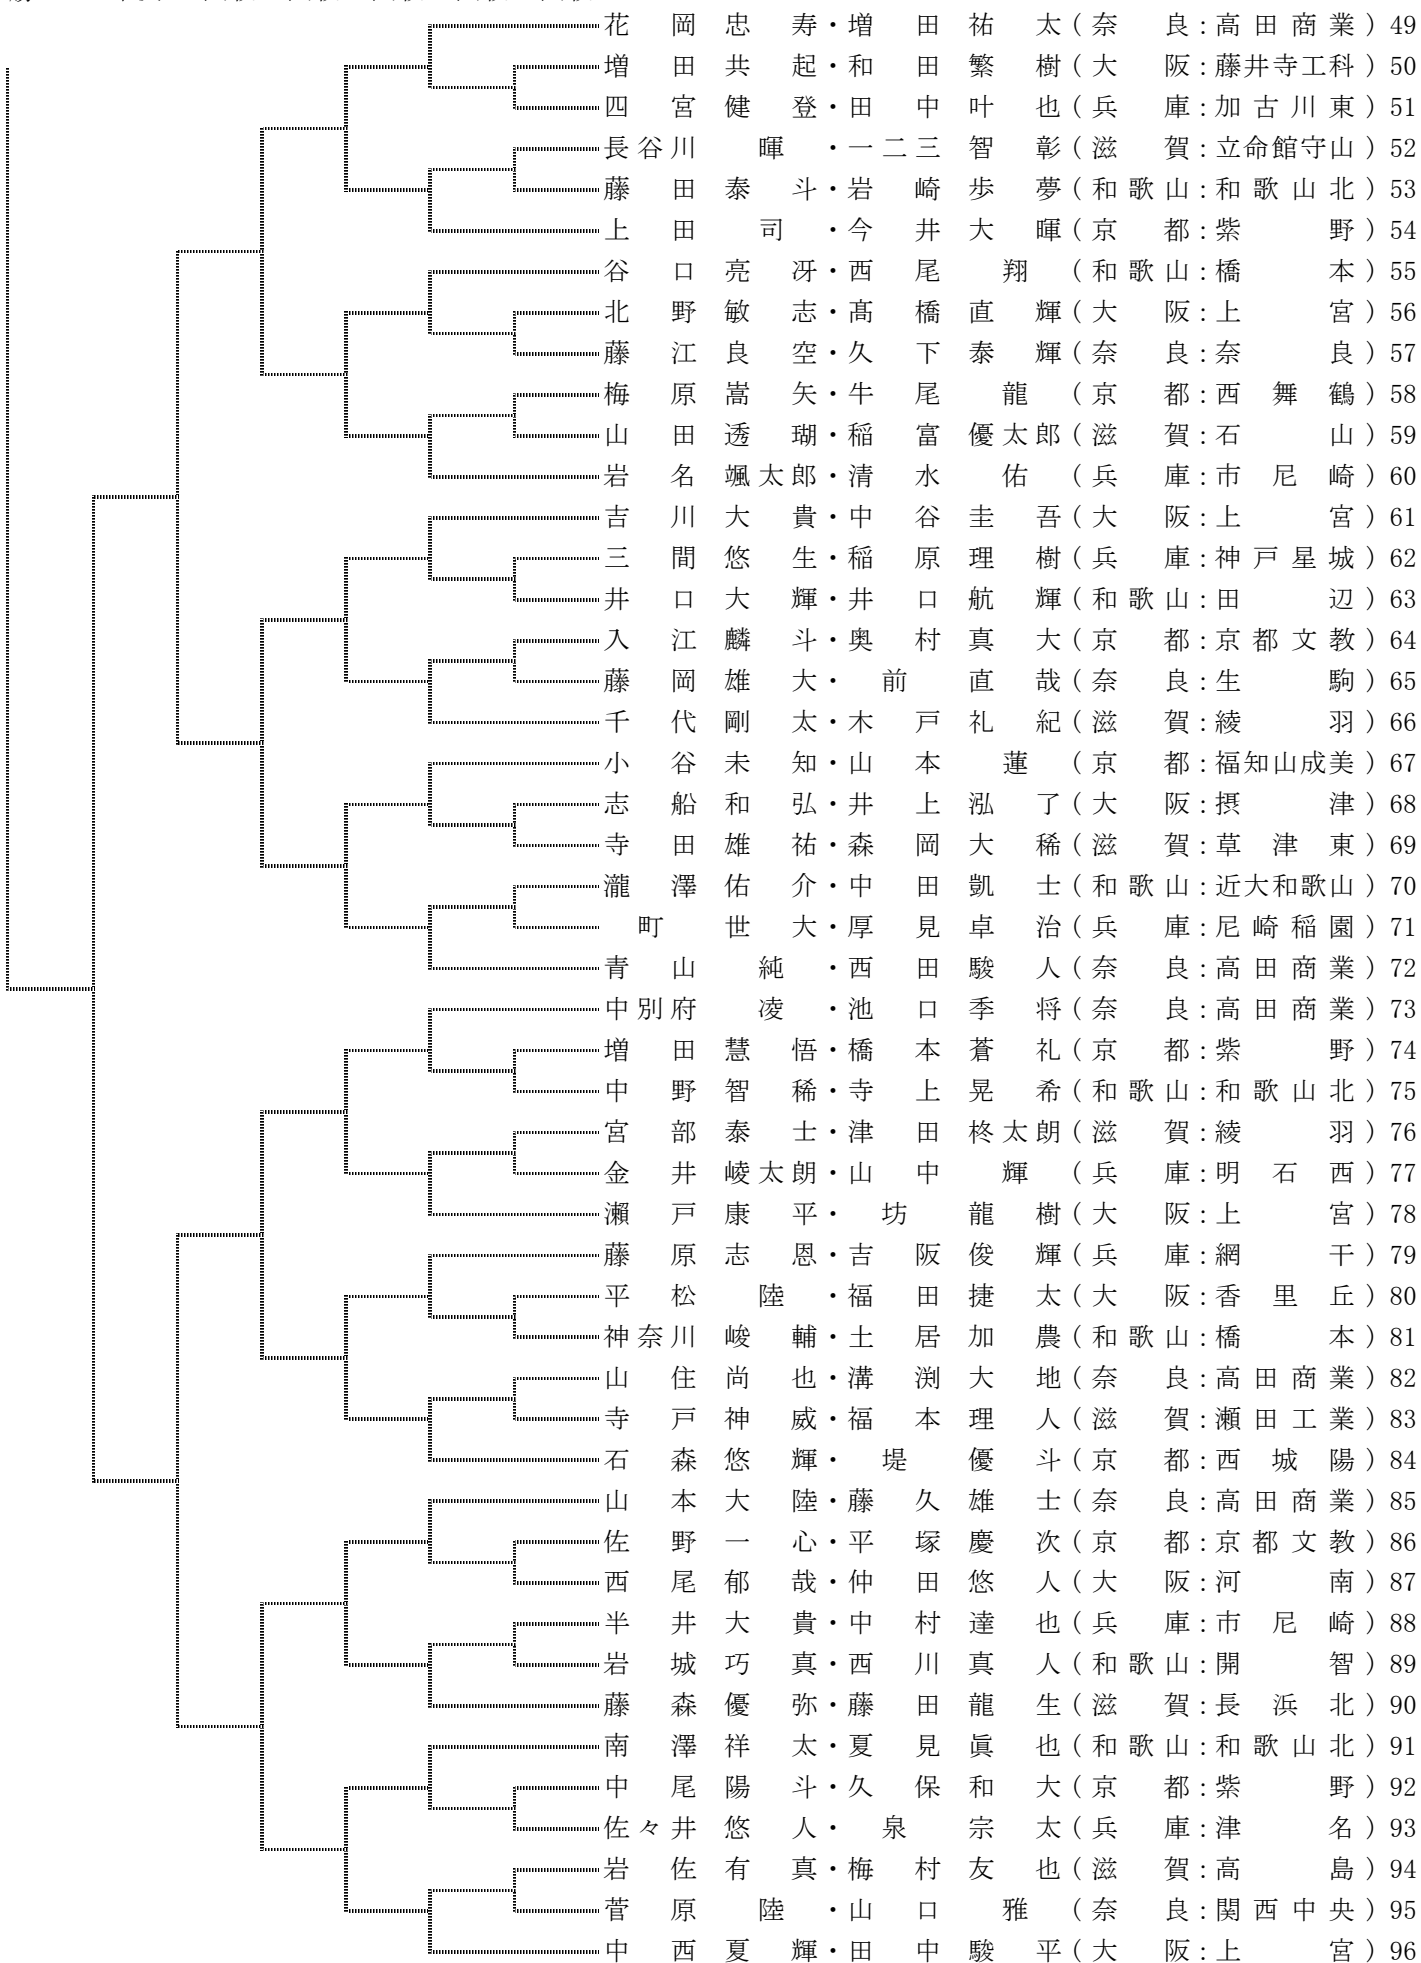 花岡忠寿・増田祐太(奈良:高田商業)49
増田共起・和田繁樹(大阪:藤井寺工科)50
四宮健登・田中叶也(兵庫:加古川東)51
長谷川暉・一二三智彰(滋賀:立命館守山)52
藤田泰斗・岩崎歩夢(和歌山:和歌山北)53
上田司・今井大暉(京都:紫野)54
谷口亮冴・西尾翔(和歌山:橋本)55
北野敏志・髙橋直輝(大阪:上宮)56
藤江良空・久下泰輝(奈良:奈良)57
梅原嵩矢・牛尾龍(京都:西舞鶴)58
山田透瑚・稲富優太郎(滋賀:石山)59
岩名颯太郎・清水佑(兵庫:市尼崎)60
吉川大貴・中谷圭吾(大阪:上宮)61
三間悠生・稲原理樹(兵庫:神戸星城)62
井口大輝・井口航輝(和歌山:田辺)63
入江麟斗・奥村真大(京都:京都文教)64
藤岡雄大・前直哉(奈良:生駒)65
千代剛太・木戸礼紀(滋賀:綾羽)66
小谷未知・山本蓮(京都:福知山成美)67
志船和弘・井上泓了(大阪:摂津)68
寺田雄祐・森岡大稀(滋賀:草津東)69
瀧澤佑介・中田凱士(和歌山:近大和歌山)70
町世大・厚見卓治(兵庫:尼崎稲園)71
青山純・西田駿人(奈良:高田商業)72
中別府凌・池口季将(奈良:高田商業)73
増田慧悟・橋本蒼礼(京都:紫野)74
中野智稀・寺上晃希(和歌山:和歌山北)75
宮部泰士・津田柊太朗(滋賀:綾羽)76
金井崚太朗・山中輝(兵庫:明石西)77
瀬戸康平・坊龍樹(大阪:上宮)78
藤原志恩・吉阪俊輝(兵庫:網干)79
平松陸・福田捷太(大阪:香里丘)80
神奈川峻輔・土居加農(和歌山:橋本)81
山住尚也・溝渕大地(奈良:高田商業)82
寺戸神威・福本理人(滋賀:瀬田工業)83
石森悠輝・堤優斗(京都:西城陽)84
山本大陸・藤久雄士(奈良:高田商業)85
佐野一心・平塚慶次(京都:京都文教)86
西尾郁哉・仲田悠人(大阪:河南)87
半井大貴・中村達也(兵庫:市尼崎)88
岩城巧真・西川真人(和歌山:開智)89
藤森優弥・藤田龍生(滋賀:長浜北)90
南澤祥太・夏見眞也(和歌山:和歌山北)91
中尾陽斗・久保和大(京都:紫野)92
佐々井悠人・泉宗太(兵庫:津名)93
岩佐有真・梅村友也(滋賀:高島)94
菅原陸・山口雅(奈良:関西中央)95
中西夏輝・田中駿平(大阪:上宮)96